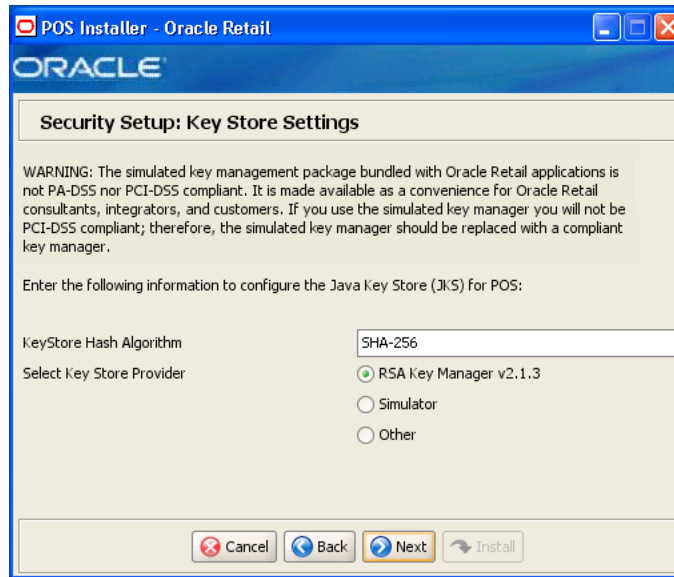 POS Installer - Oracle Retail
ORACLE
Security Setup: Key Store Settings
WARNING: The simulated key management package bundled with Oracle Retail applications is
not PA-DSS nor PCI-DSS compliant. It is made available as a convenience for Oracle Retail
consultants, integrators, and customers. If you use the simulated key manager you will not be
PCI-DSS compliant; therefore, the simulated key manager should be replaced with a compliant
key manager.
Enter the following information to configure the Java Key Store (JKS) for POS:
KeyStore Hash Algorithm SHA-256
Select Key Store Provider RSA Key Manager v2.1.3
Simulator
Other
Cancel Back Next Install